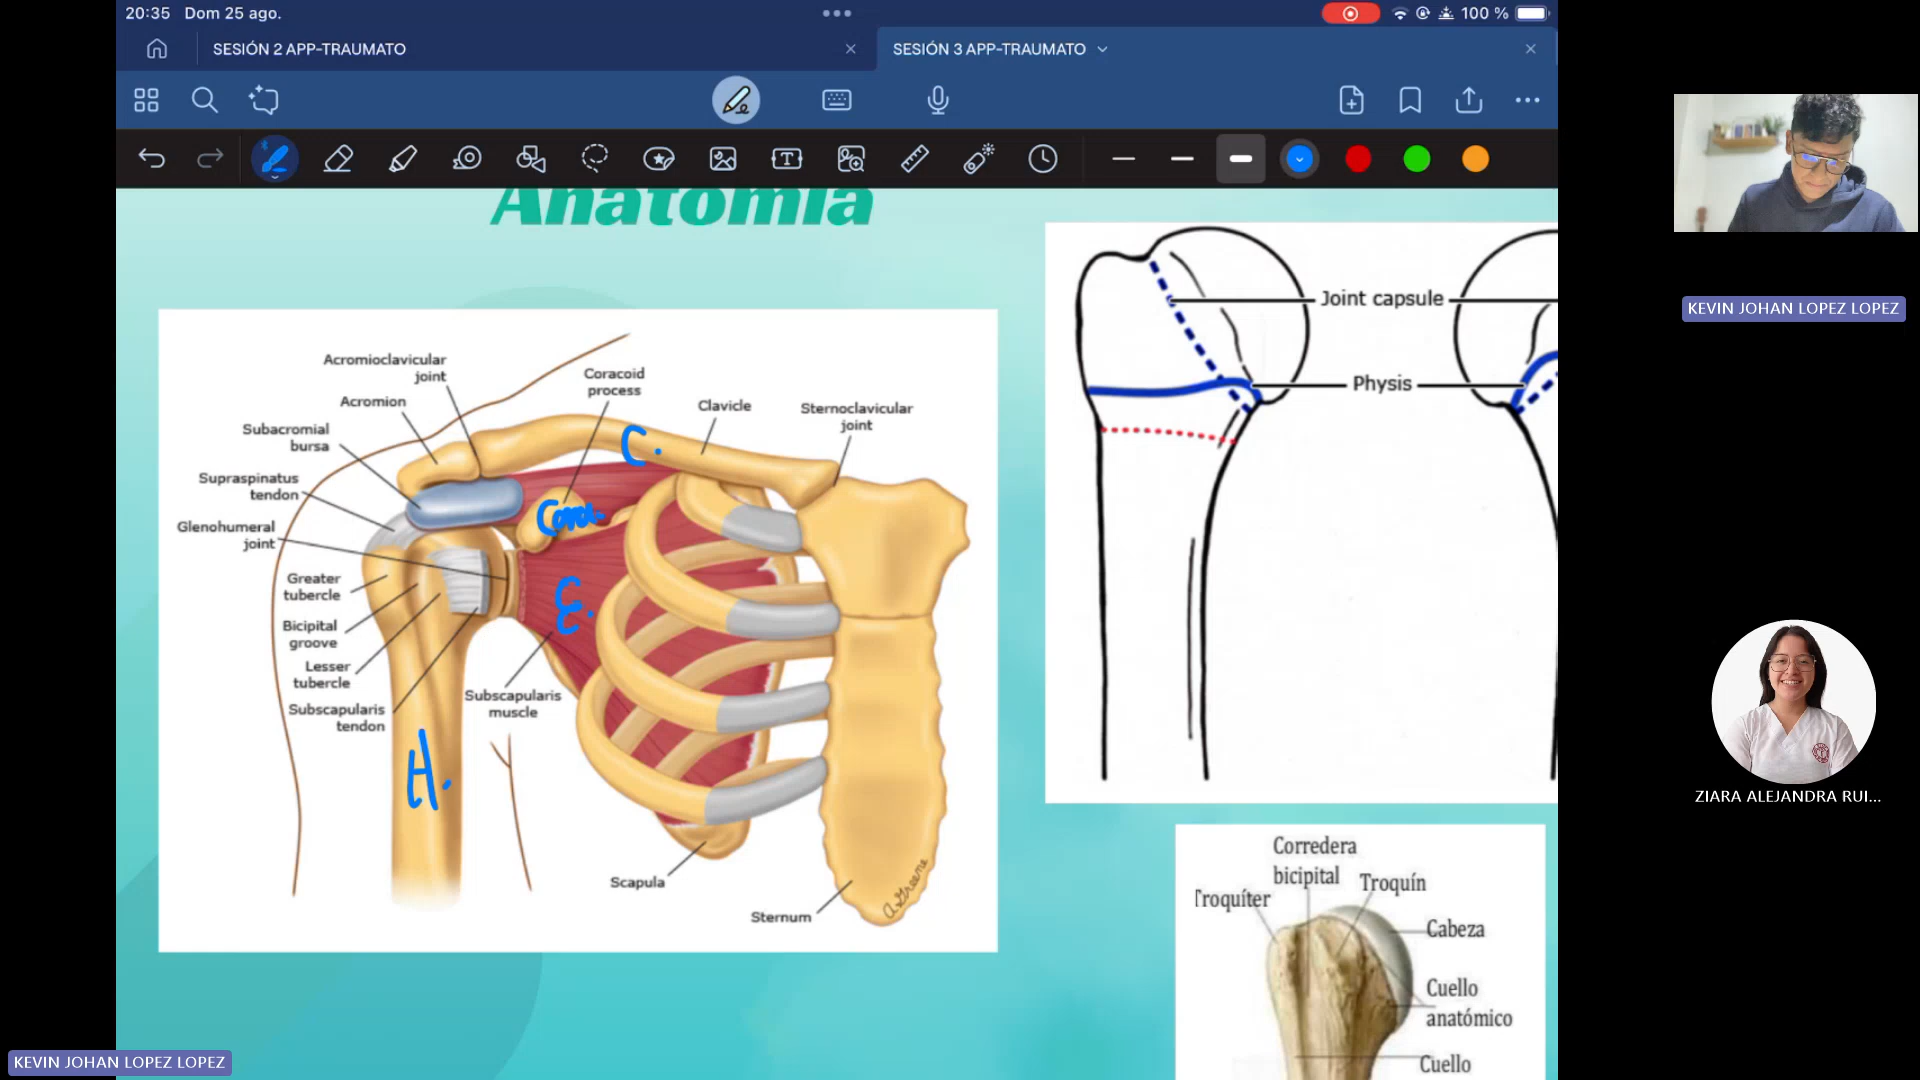 20:35 Dom 25 ago.
100 %
SESIÓN 2 APP-TRAUMATO
SESIÓN 3 APP-TRAUMATO
Anatomía
Acromioclavicular
joint
Acromion
Subacromial
bursa
Supraspinatus
tendon
Glenohumeral
joint
Greater
tubercle
Bicipital
groove
Lesser
tubercle
Subscapularis
tendon
Coracoid
process
Clavicle
Sternoclavicular
joint
C.
E.
H.
Subscapularis
muscle
Scapula
Sternum
A.Greene
Joint capsule
Physis
Corredera
bicipital
Troquín
Troquíter
Cabeza
Cuello
anatómico
Cuello
KEVIN JOHAN LOPEZ LOPEZ
ZIARA ALEJANDRA RUI...
KEVIN JOHAN LOPEZ LOPEZ